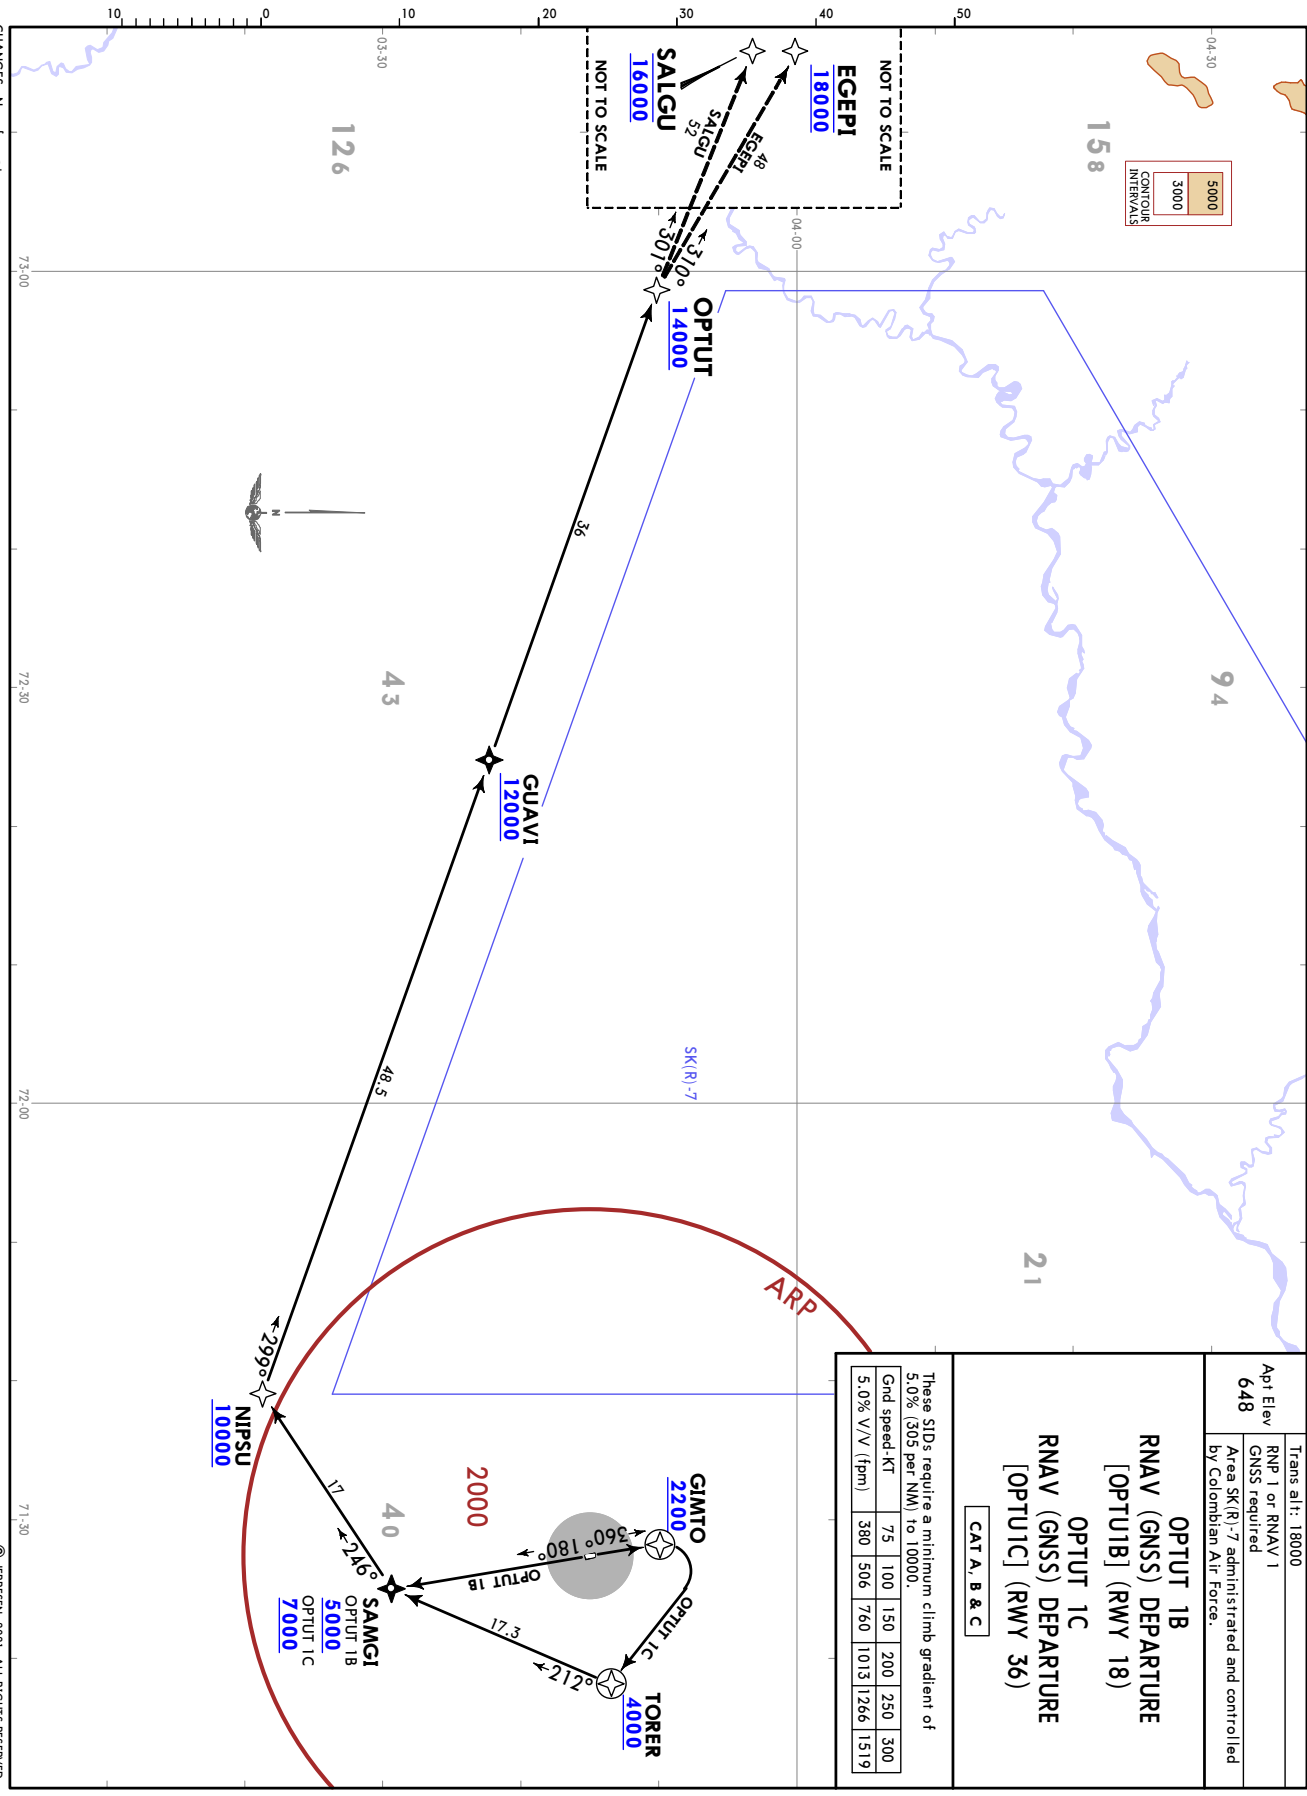 Trans alt: 18000
Apt Elev
648
RNP 1 or RNAV 1
GNSS required
Area SK(R)-7 administrated and controlled
by Colombian Air Force.
OPTUT 1B
RNAV (GNSS) DEPARTURE
[OPTU1B] (RWY 18)
OPTUT 1C
RNAV (GNSS) DEPARTURE
[OPTU1C] (RWY 36)
CAT A, B & C
These SIDs require a minimum climb gradient of
5.0% (305 per NM) to 10000.
Gnd speed-KT 75 100 150 200 250 300
5.0% V/V (fpm) 380 506 760 1013 1266 1519
04-30
5000
3000
CONTOUR
INTERVALS
158
94
21
50
40
30
20
10
0
10
04-00
03-30
NOT TO SCALE
EGEPI
18000
SALGU
16000
NOT TO SCALE
48
EGEPI
SALGU
52
310°
301°
OPTUT
14000
36
GUAVI
12000
48.5
SK(R)-7
ARP
299°
NIPSU
10000
17
246°
SAMGI
OPTUT 1B
5000
OPTUT 1C
7000
2000
GIMTO
2200
360°
180°
OPTUT 1B
OPTUT 1C
17.3
212°
TORER
4000
126
43
40
N
73-00
72-30
72-00
71-30